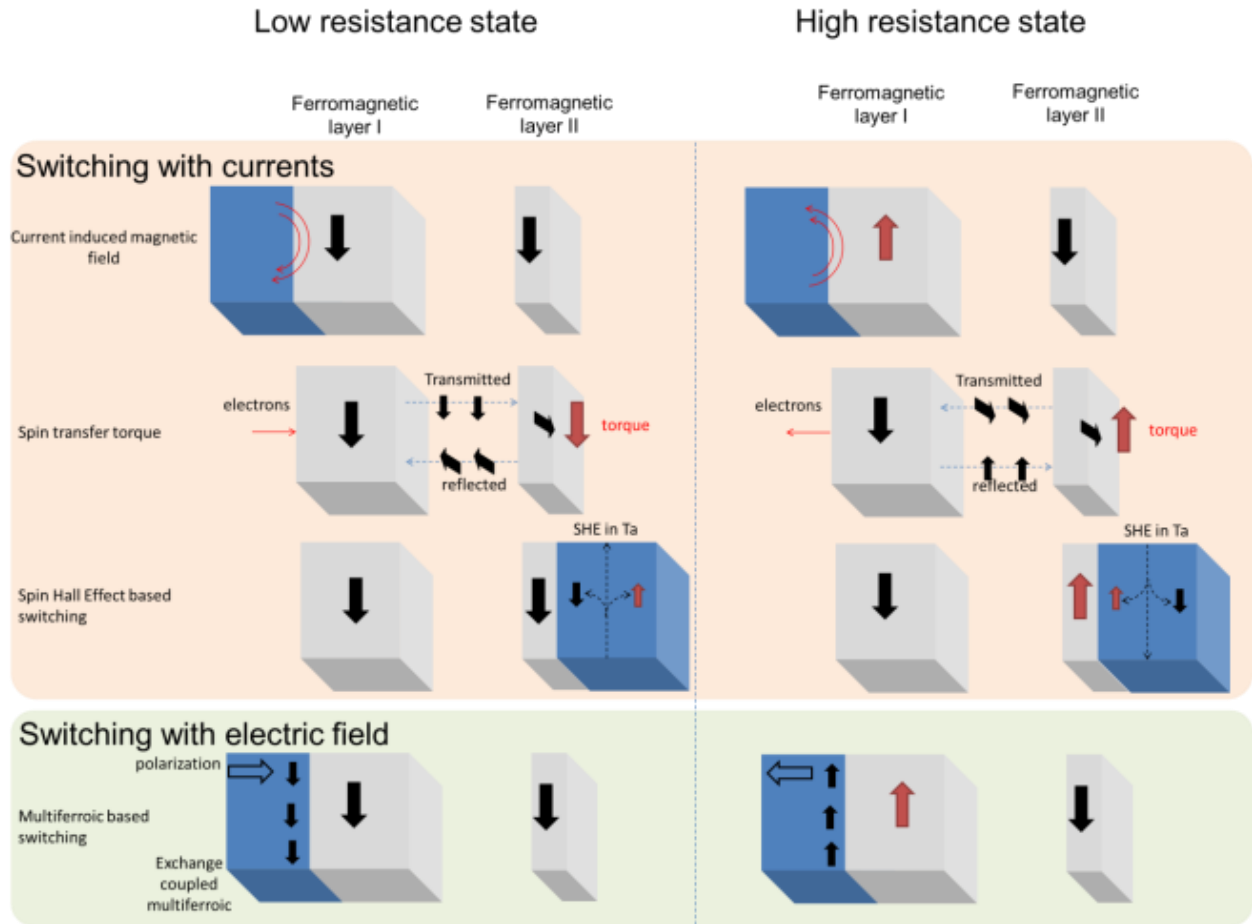 Low resistance state
High resistance state
Ferromagnetic
layer I
Ferromagnetic
layer II
Ferromagnetic
layer I
Ferromagnetic
layer II
Switching with currents
Current induced magnetic
field
Spin transfer torque
electrons
Transmitted
reflected
torque
electrons
Transmitted
reflected
torque
Spin Hall Effect based
switching
SHE in Ta
SHE in Ta
Switching with electric field
polarization
Multiferroic based
switching
Exchange
coupled
multiferroic